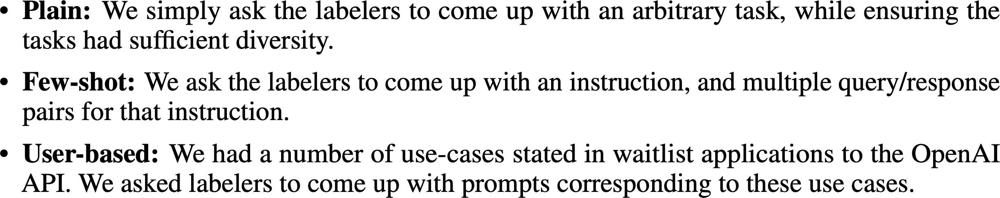 • Plain: We simply ask the labelers to come up with an arbitrary task, while ensuring the
tasks had sufficient diversity.
• Few-shot: We ask the labelers to come up with an instruction, and multiple query/response
pairs for that instruction.
• User-based: We had a number of use-cases stated in waitlist applications to the OpenAI
API. We asked labelers to come up with prompts corresponding to these use cases.